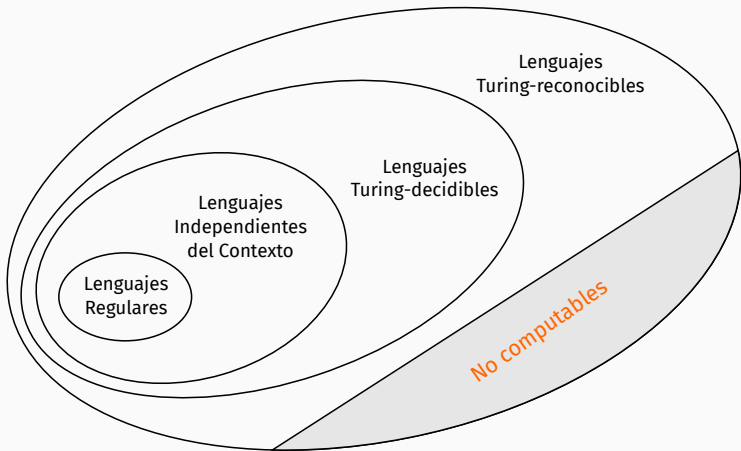 Lenguajes
Turing-reconocibles
Lenguajes
Turing-decidibles
Lenguajes
Independientes
del Contexto
Lenguajes
Regulares
No computables